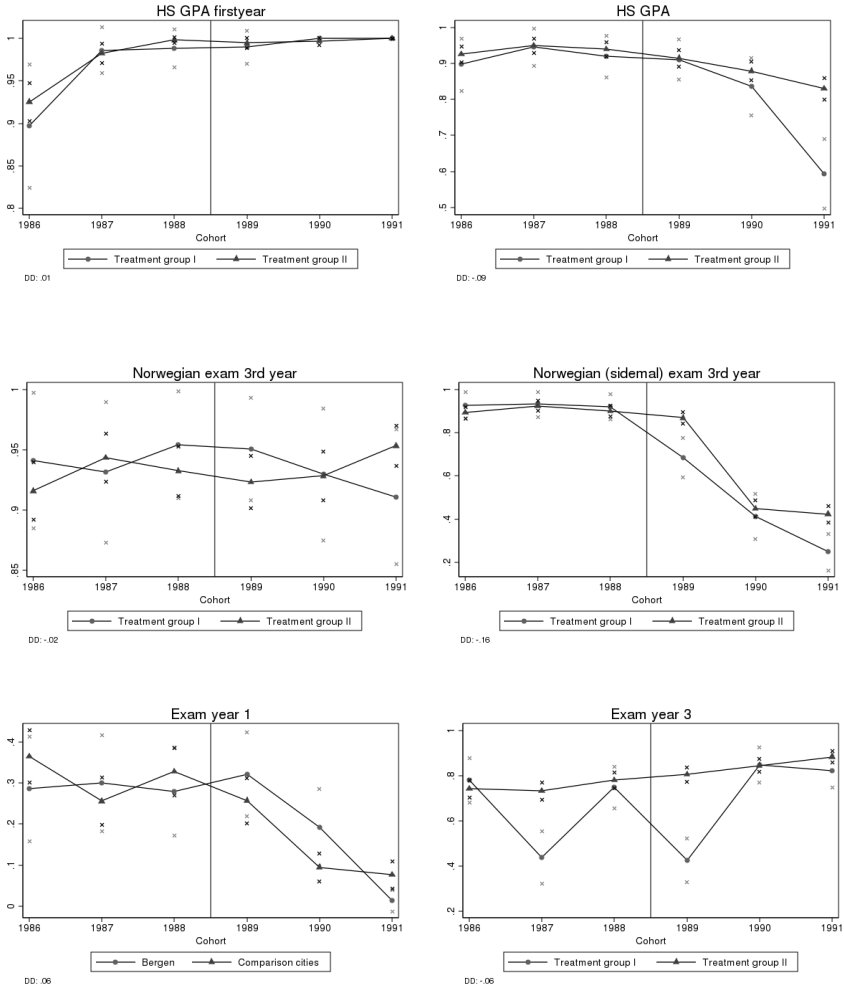 HS GPA firstyear
1
.95
.9
.85
.8
1986 1987 1988 1989 1990 1991
Cohort
Treatment group I Treatment group II
DD: .01
HS GPA
1
.9
.8
.7
.6
.5
1986 1987 1988 1989 1990 1991
Cohort
Treatment group I Treatment group II
DD: -.09
Norwegian exam 3rd year
1
.95
.9
.85
1986 1987 1988 1989 1990 1991
Cohort
Treatment group I Treatment group II
DD: -.02
Norwegian (sidemal) exam 3rd year
1
.8
.6
.4
.2
1986 1987 1988 1989 1990 1991
Cohort
Treatment group I Treatment group II
DD: -.16
Exam year 1
.4
.3
.2
.1
0
1986 1987 1988 1989 1990 1991
Cohort
Bergen Comparison cities
DD: .06
Exam year 3
1
.8
.6
.4
.2
1986 1987 1988 1989 1990 1991
Cohort
Treatment group I Treatment group II
DD: -.06